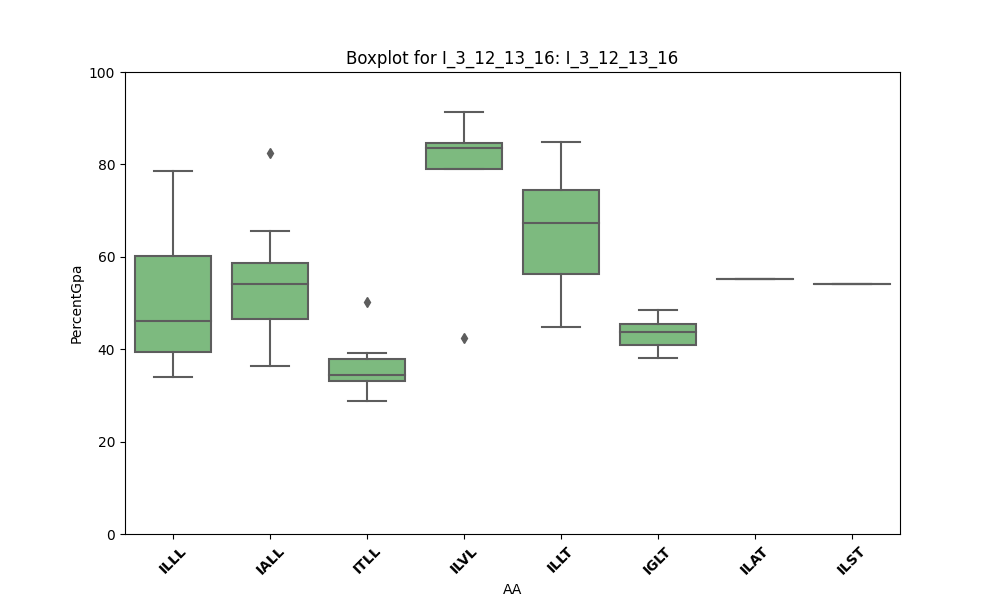 Boxplot for I_3_12_13_16: I_3_12_13_16
100
80
60
40
20
0
PercentGpa
ILLL
IALL
ITLL
ILVL
ILLT
IGLT
ILAT
ILST
AA